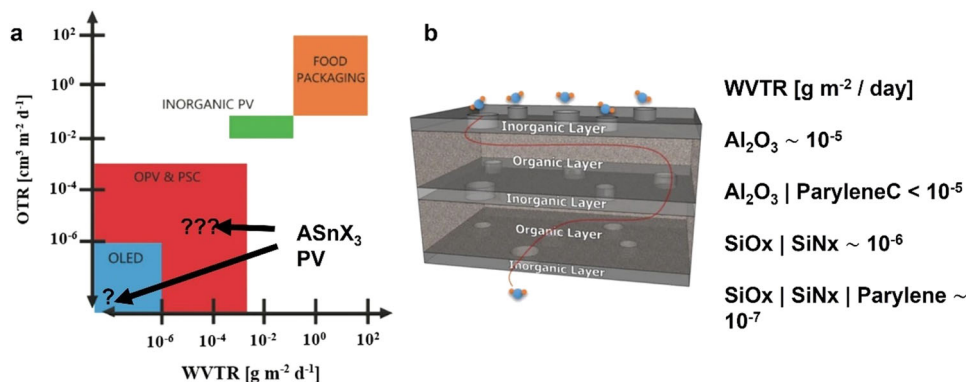 a
OTR [cm³ m⁻² d⁻¹]
10²
10⁰
10⁻²
10⁻⁴
10⁻⁶
FOOD
PACKAGING
INORGANIC PV
OPV & PSC
???
ASnX₃
PV
OLED
?
10⁻⁶ 10⁻⁴ 10⁻² 10⁰ 10²
WVTR [g m⁻² d⁻¹]
b
Inorganic Layer
Organic Layer
Inorganic Layer
Organic Layer
Inorganic Layer
WVTR [g m⁻² / day]
Al₂O₃ ~ 10⁻⁵
Al₂O₃ | ParyleneC < 10⁻⁵
SiOx | SiNx ~ 10⁻⁶
SiOx | SiNx | Parylene ~
10⁻⁷